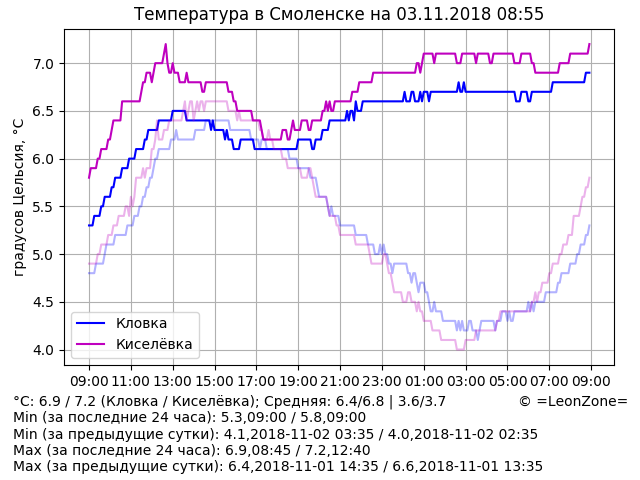 Температура в Смоленске на 03.11.2018 08:55
7.0
6.5
6.0
5.5
5.0
4.5
4.0
градусов Цельсия, °C
Кловка
Киселёвка
09:00 11:00 13:00 15:00 17:00 19:00 21:00 23:00 01:00 03:00 05:00 07:00 09:00
°C: 6.9 / 7.2 (Кловка / Киселёвка); Средняя: 6.4/6.8 | 3.6/3.7 © =LeonZone=
Min (за последние 24 часа): 5.3,09:00 / 5.8,09:00
Min (за предыдущие сутки): 4.1,2018-11-02 03:35 / 4.0,2018-11-02 02:35
Max (за последние 24 часа): 6.9,08:45 / 7.2,12:40
Max (за предыдущие сутки): 6.4,2018-11-01 14:35 / 6.6,2018-11-01 13:35